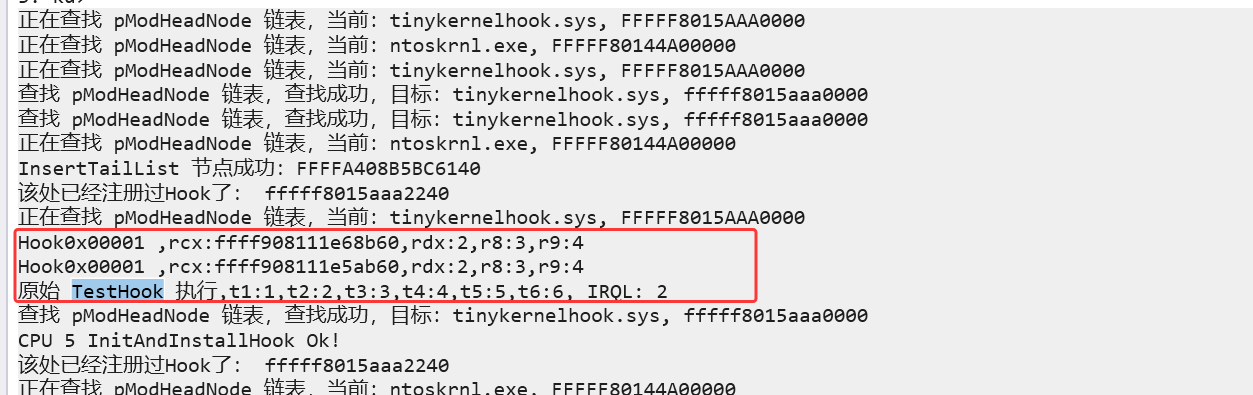 正在查找 pModHeadNode 链表，当前：tinykernelhook.sys, FFFFF8015AAA0000
正在查找 pModHeadNode 链表，当前：ntoskrnl.exe, FFFFF80144A00000
正在查找 pModHeadNode 链表，当前：tinykernelhook.sys, FFFFF8015AAA0000
查找 pModHeadNode 链表，查找成功，目标：tinykernelhook.sys, fffff8015aaa0000
查找 pModHeadNode 链表，查找成功，目标：tinykernelhook.sys, fffff8015aaa0000
正在查找 pModHeadNode 链表，当前：ntoskrnl.exe, FFFFF80144A00000
InsertTailList 节点成功：FFFFA408B5BC6140
该处已经注册过Hook了： fffff8015aaa2240
正在查找 pModHeadNode 链表，当前：tinykernelhook.sys, FFFFF8015AAA0000
Hook0x00001 ,rcx:ffff908111e68b60,rdx:2,r8:3,r9:4
Hook0x00001 ,rcx:ffff908111e5ab60,rdx:2,r8:3,r9:4
原始 TestHook 执行,t1:1,t2:2,t3:3,t4:4,t5:5,t6:6, IRQL: 2
查找 pModHeadNode 链表，查找成功，目标：tinykernelhook.sys, fffff8015aaa0000
CPU 5 InitAndInstallHook Ok!
该处已经注册过Hook了： fffff8015aaa2240
正在查找 pModHeadNode 链表，当前：ntoskrnl.exe, FFFFF80144A00000